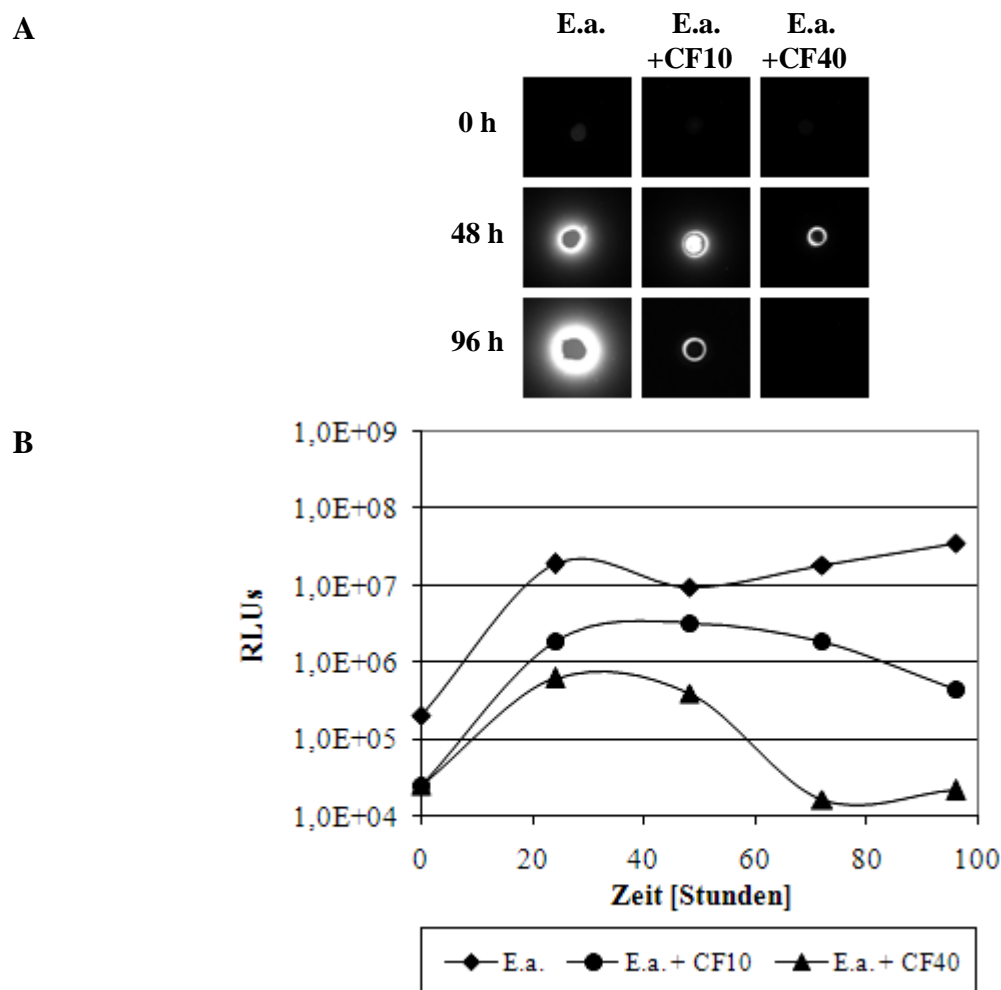 A
E.a. E.a. E.a.
+CF10 +CF40
0 h
48 h
96 h
B
1,0E+09
1,0E+08
1,0E+07
1,0E+06
1,0E+05
1,0E+04
RLUs
0 20 40 60 80 100
Zeit [Stunden]
E.a. E.a. + CF10 E.a. + CF40